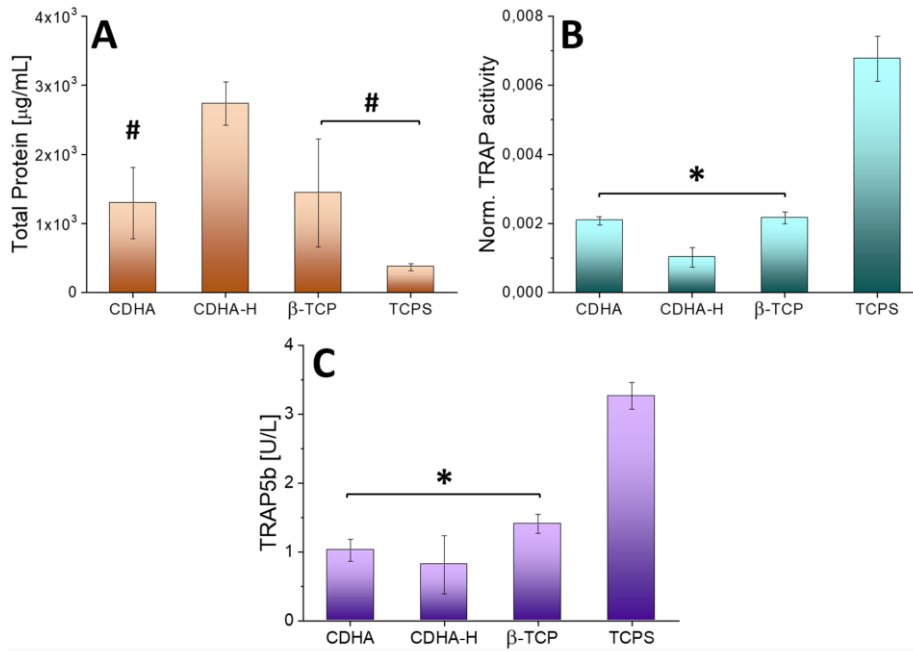 A
Total Protein [µg/mL]
4x10³
3x10³
2x10³
1x10³
0
#
#
CDHA CDHA-H β-TCP TCPS
B
Norm. TRAP acitivity
0,008
0,006
0,004
0,002
0,000
*
CDHA CDHA-H β-TCP TCPS
C
TRAP5b [U/L]
4
3
2
1
0
*
CDHA CDHA-H β-TCP TCPS